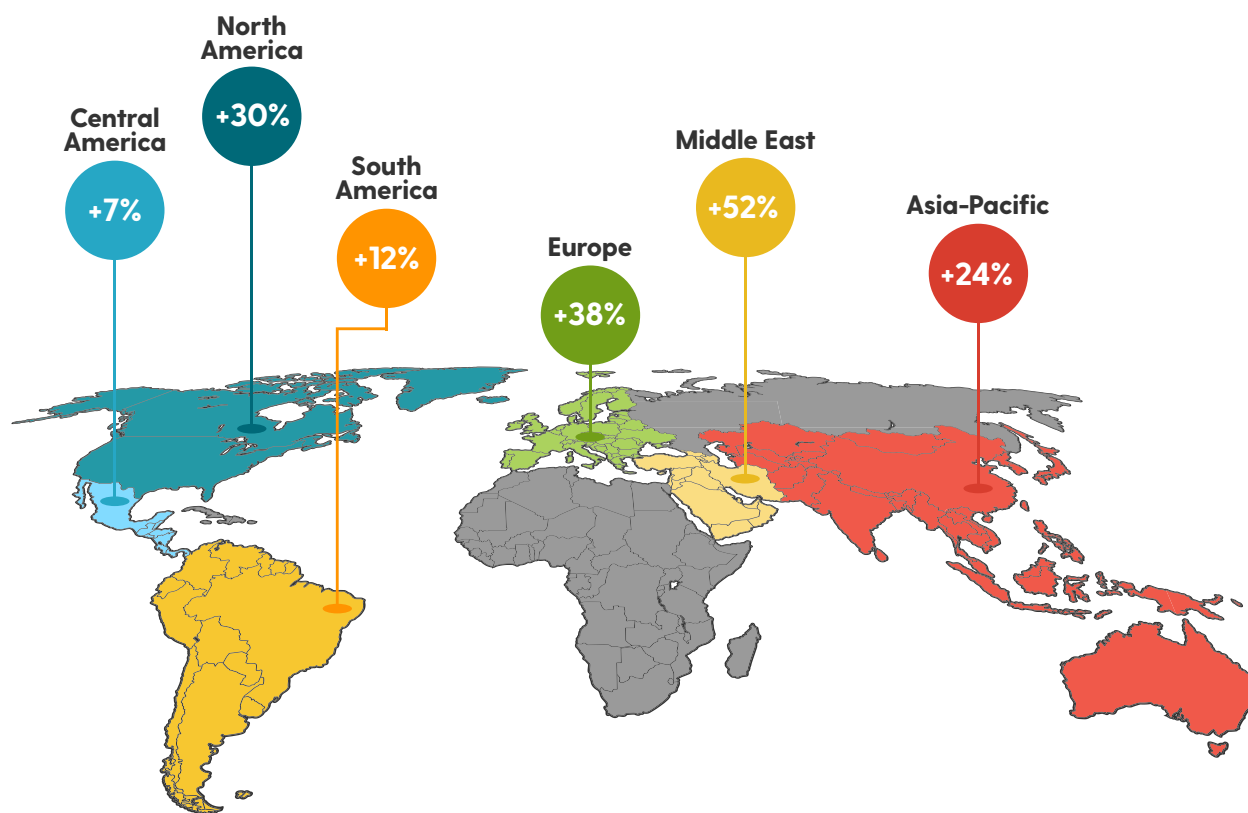 North
America
+30%
Central
America
+7%
South
America
+12%
Europe
+38%
Middle East
+52%
Asia-Pacific
+24%